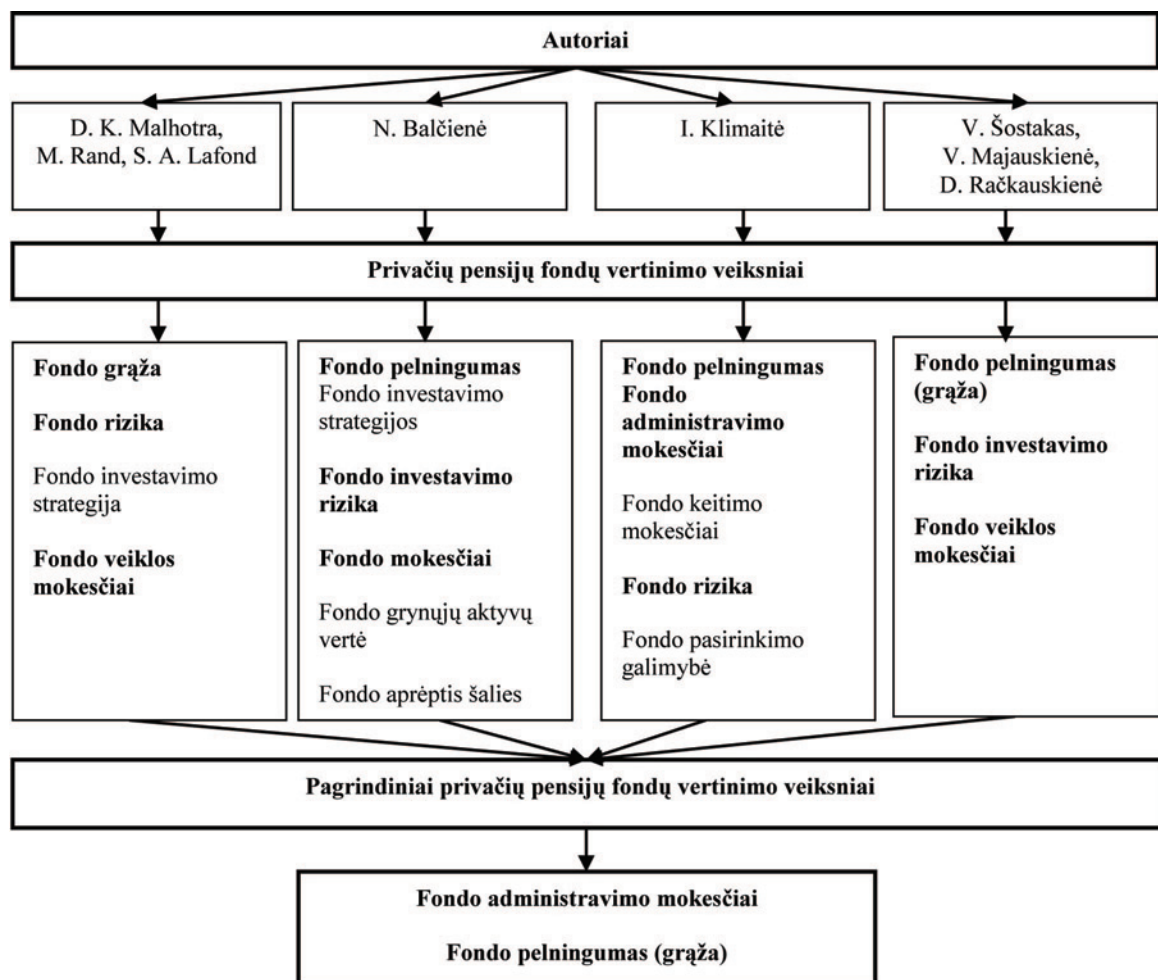 Autoriai
D. K. Malhotra,
M. Rand, S. A. Lafond
N. Balčienė
I. Klimaitė
V. Šostakas,
V. Majauskienė,
D. Račkauskienė
Privačių pensijų fondų vertinimo veiksniai
Fondo grąža
Fondo rizika
Fondo investavimo
strategija
Fondo veiklos
mokesčiai
Fondo pelningumas
Fondo investavimo
strategijos
Fondo investavimo
rizika
Fondo mokesčiai
Fondo grynųjų aktyvų
vertė
Fondo aprėptis šalies
Fondo pelningumas
Fondo
administravimo
mokesčiai
Fondo keitimo
mokesčiai
Fondo rizika
Fondo pasirinkimo
galimybė
Fondo pelningumas
(grąža)
Fondo investavimo
rizika
Fondo veiklos
mokesčiai
Pagrindiniai privačių pensijų fondų vertinimo veiksniai
Fondo administravimo mokesčiai
Fondo pelningumas (grąža)